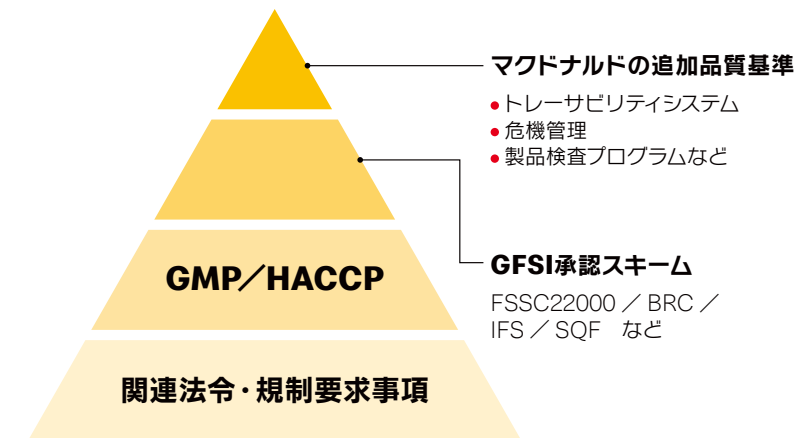 マクドナルドの追加品質基準
● トレーサビリティシステム
● 危機管理
● 製品検査プログラムなど
GFSI承認スキーム
FSSC22000 ／ BRC ／
IFS ／ SQF　など
GMP／HACCP
関連法令・規制要求事項